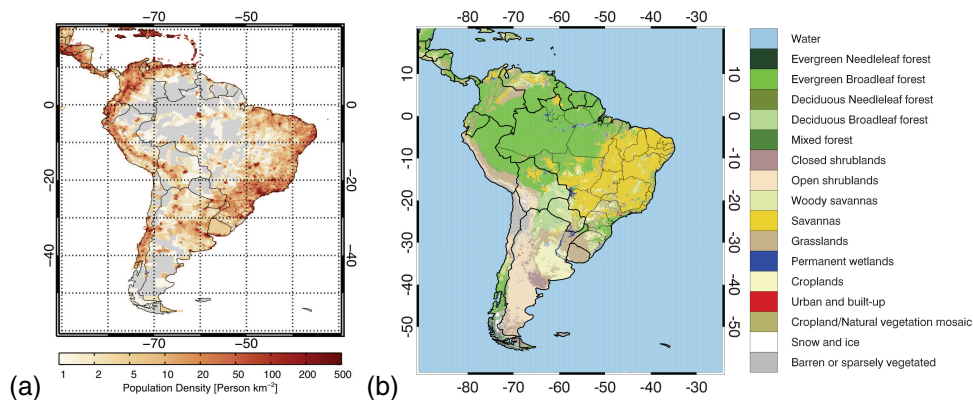 −70 −50
0
−20
−40
0
−20
−40
−70 −50
1 2 5 10 20 50 100 200 500
Population Density [Person km⁻²]
(a)
-80 -70 -60 -50 -40 -30
10
0
-10
-20
-30
-40
-50
10
0
-10
-20
-30
-40
-50
-80 -70 -60 -50 -40 -30
(b)
Water
Evergreen Needleleaf forest
Evergreen Broadleaf forest
Deciduous Needleleaf forest
Deciduous Broadleaf forest
Mixed forest
Closed shrublands
Open shrublands
Woody savannas
Savannas
Grasslands
Permanent wetlands
Croplands
Urban and built-up
Cropland/Natural vegetation mosaic
Snow and ice
Barren or sparsely vegetated